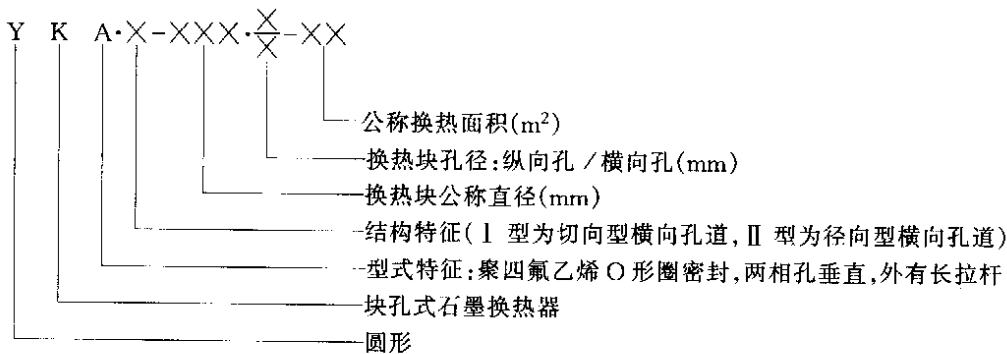 Y K A·X-XXX·X/X-XX
公称换热面积(m²)
换热块孔径:纵向孔/横向孔(mm)
换热块公称直径(mm)
结构特征(Ⅰ 型为切向型横向孔道,Ⅱ 型为径向型横向孔道)
型式特征:聚四氟乙烯 O 形圈密封,两相孔垂直,外有长拉杆
块孔式石墨换热器
圆形